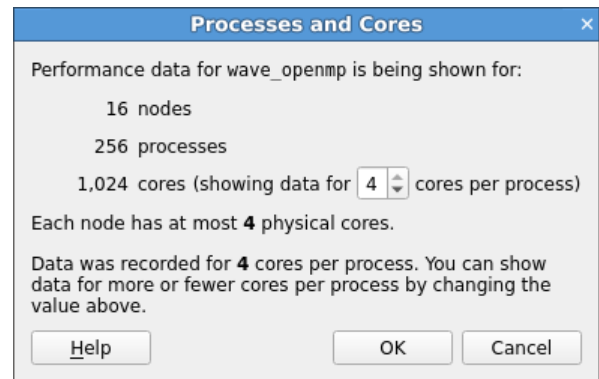 Processes and Cores ×
Performance data for wave_openmp is being shown for:
16 nodes
256 processes
1,024 cores (showing data for 4 cores per process)
Each node has at most 4 physical cores.
Data was recorded for 4 cores per process. You can show
data for more or fewer cores per process by changing the
value above.
Help OK Cancel